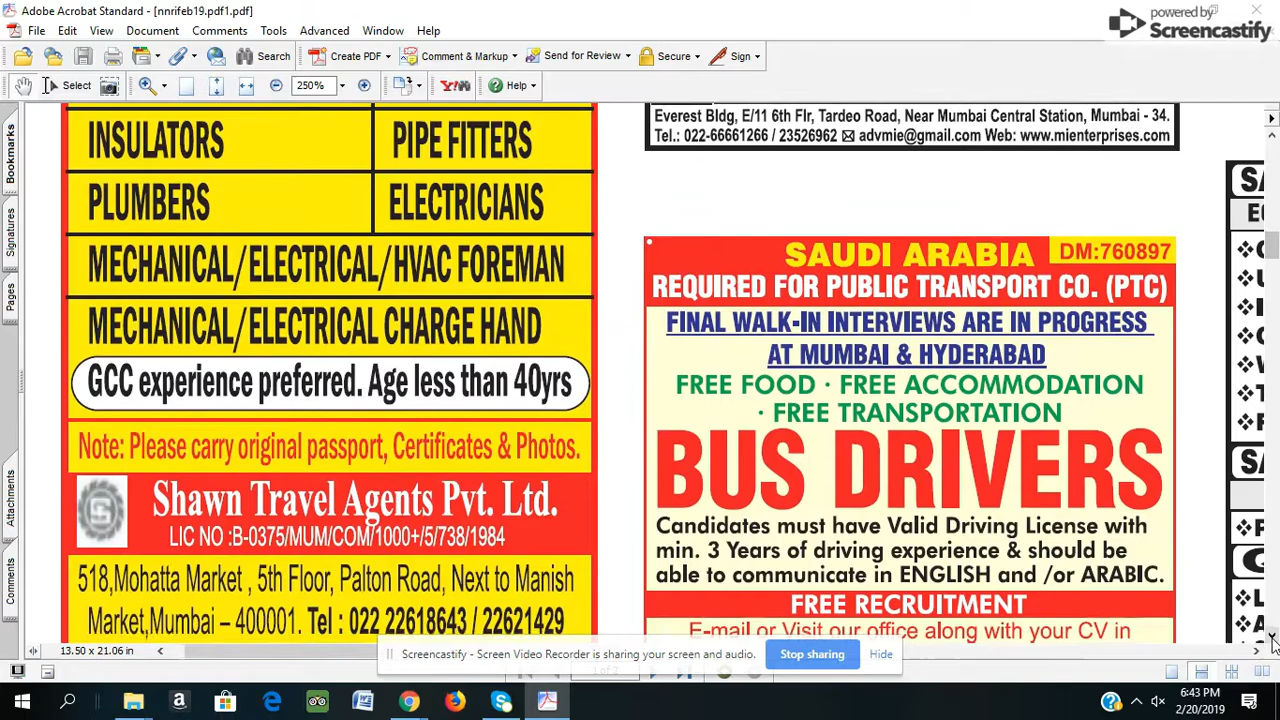 Adobe Acrobat Standard - [nnrifeb19.pdf1.pdf]
powered by
Screencastify
File Edit View Document Comments Tools Advanced Window Help
Search Create PDF Comment & Markup Send for Review Secure Sign
Select 250% Y! Help
Bookmarks
Signatures
Pages
Attachments
Comments
INSULATORS PIPE FITTERS
PLUMBERS ELECTRICIANS
MECHANICAL/ELECTRICAL/HVAC FOREMAN
MECHANICAL/ELECTRICAL CHARGE HAND
GCC experience preferred. Age less than 40yrs
Note: Please carry original passport, Certificates & Photos.
Shawn Travel Agents Pvt. Ltd.
LIC NO :B-0375/MUM/COM/1000+/5/738/1984
518,Mohatta Market , 5th Floor, Palton Road, Next to Manish
Market,Mumbai – 400001. Tel : 022 22618643 / 22621429
Everest Bldg, E/11 6th Flr, Tardeo Road, Near Mumbai Central Station, Mumbai - 34.
Tel.: 022-66661266 / 23526962 ✉ advmie@gmail.com Web: www.mienterprises.com
SAUDI ARABIA DM:760897
REQUIRED FOR PUBLIC TRANSPORT CO. (PTC)
FINAL WALK-IN INTERVIEWS ARE IN PROGRESS
AT MUMBAI & HYDERABAD
FREE FOOD · FREE ACCOMMODATION
· FREE TRANSPORTATION
BUS DRIVERS
Candidates must have Valid Driving License with
min. 3 Years of driving experience & should be
able to communicate in ENGLISH and /or ARABIC.
FREE RECRUITMENT
E-mail or Visit our office along with your CV in
13.50 x 21.06 in
Screencastify - Screen Video Recorder is sharing your screen and audio. Stop sharing Hide
1 of 2
6:43 PM
2/20/2019